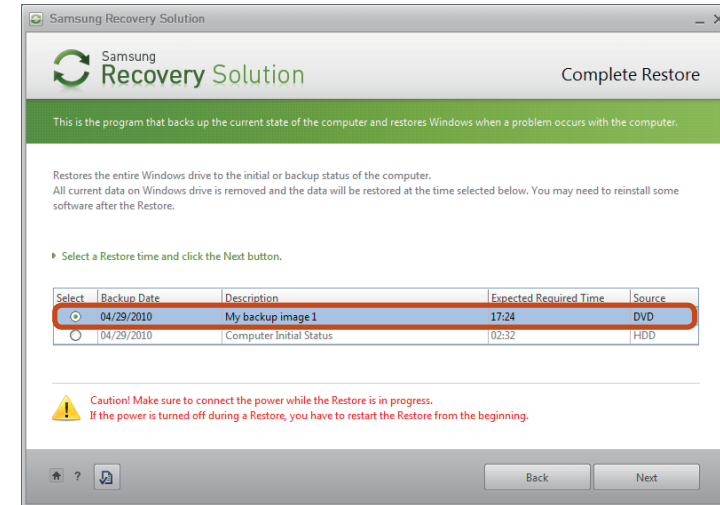 Samsung Recovery Solution
Samsung
Recovery Solution
Complete Restore
This is the program that backs up the current state of the computer and restores Windows when a problem occurs with the computer.
Restores the entire Windows drive to the initial or backup status of the computer.
All current data on Windows drive is removed and the data will be restored at the time selected below. You may need to reinstall some
software after the Restore.
Select a Restore time and click the Next button.
Select Backup Date Description Expected Required Time Source
04/29/2010 My backup image 1 17:24 DVD
04/29/2010 Computer Initial Status 02:32 HDD
Caution! Make sure to connect the power while the Restore is in progress.
If the power is turned off during a Restore, you have to restart the Restore from the beginning.
? Back Next